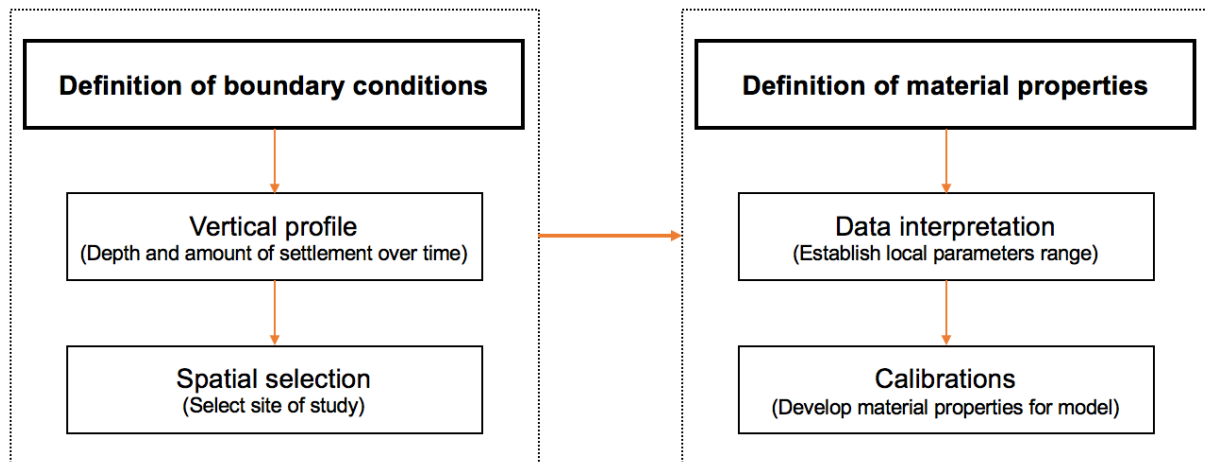 Definition of boundary conditions
Vertical profile
(Depth and amount of settlement over time)
Spatial selection
(Select site of study)
Definition of material properties
Data interpretation
(Establish local parameters range)
Calibrations
(Develop material properties for model)